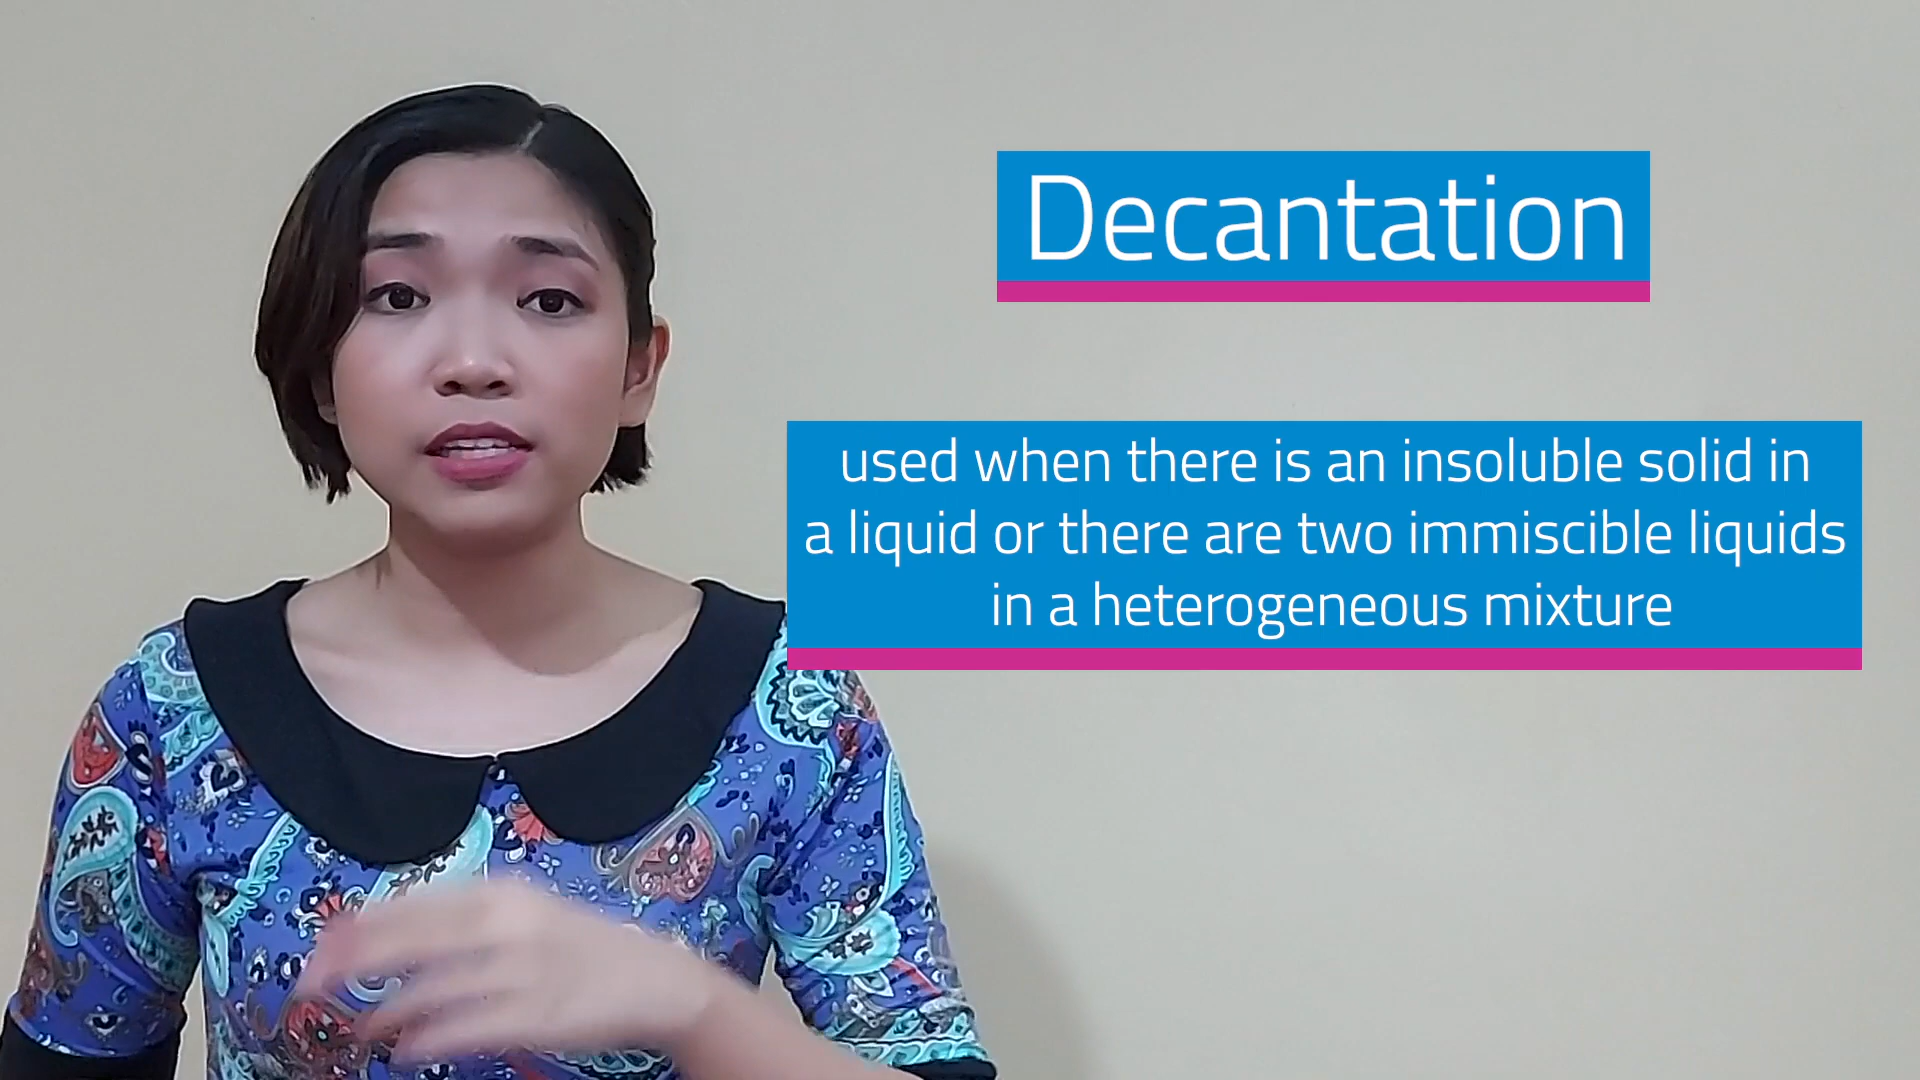 Decantation
used when there is an insoluble solid in
a liquid or there are two immiscible liquids
in a heterogeneous mixture